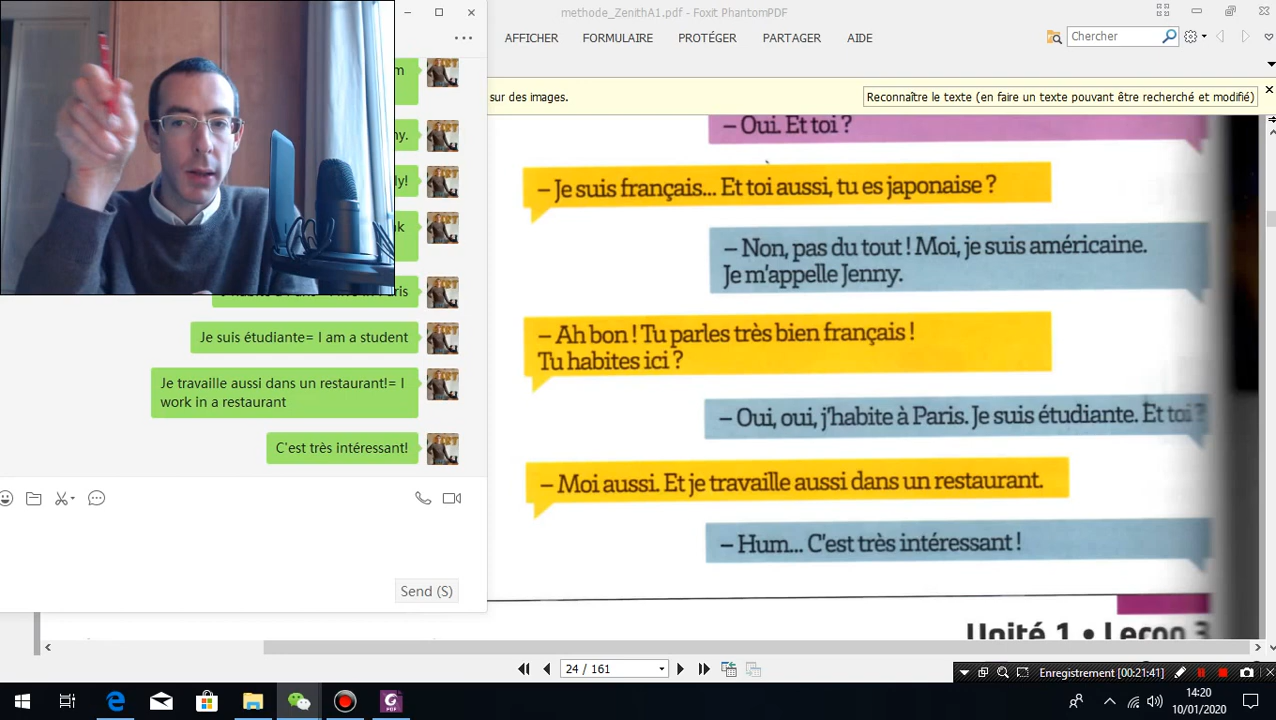 methode_ZenithA1.pdf - Foxit PhantomPDF
AFFICHER FORMULAIRE PROTÉGER PARTAGER AIDE
Chercher
sur des images.
Reconnaître le texte (en faire un texte pouvant être recherché et modifié)
– Oui. Et toi ?
– Je suis français... Et toi aussi, tu es japonaise ?
– Non, pas du tout ! Moi, je suis américaine.
Je m'appelle Jenny.
– Ah bon ! Tu parles très bien français !
Tu habites ici ?
– Oui, oui, j'habite à Paris. Je suis étudiante. Et toi ?
– Moi aussi. Et je travaille aussi dans un restaurant.
– Hum... C'est très intéressant !
Unité 1 • Leçon 3
Je suis étudiante= I am a student
Je travaille aussi dans un restaurant!= I
work in a restaurant
C'est très intéressant!
Send (S)
24 / 161
Enregistrement (00:21:41)
14:20
10/01/2020